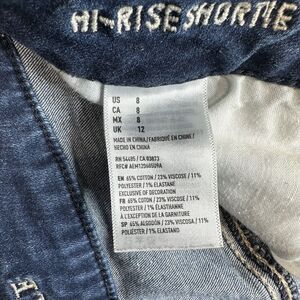 HI-RISE SHORTIE
US 8
CA 8
MX 8
UK 12
MADE IN CHINA/FABRIQUÉ EN CHINE/
HECHO EN CHINA
RN 54485 / CA 03823
EN 65% COTTON / 23% VISCOSE / 11%
POLYESTER / 1% ELASTANE
EXCLUSIVE OF DECORATION
FR 65% COTON / 23% VISCOSE / 11%
POLYESTER / 1% ÉLASTHANNE
À L'EXCEPTION DE LA GARNITURE
SP 65% ALGODÓN / 23% VISCOSA / 11%
POLIÉSTER / 1% ELASTANO